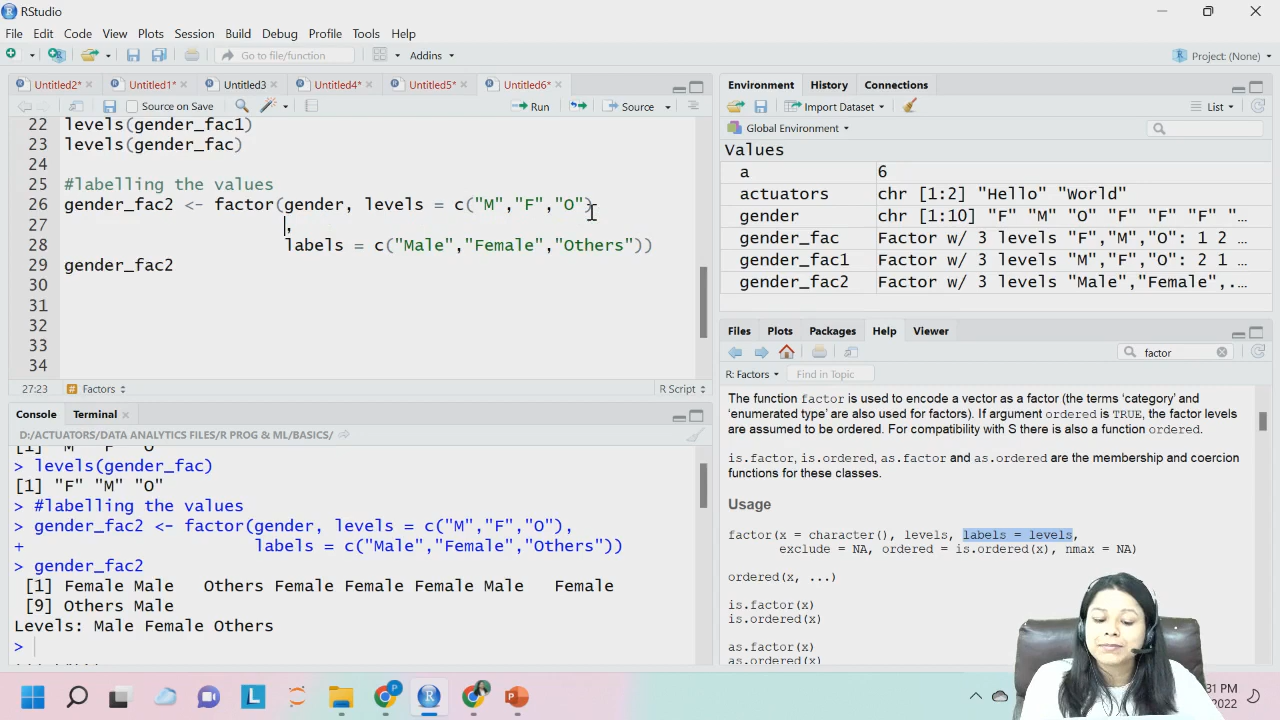 RStudio
File Edit Code View Plots Session Build Debug Profile Tools Help
Go to file/function Addins Project: (None)
Untitled2* Untitled1* Untitled3 Untitled4* Untitled5* Untitled6*
Source on Save Run Source
22 levels(gender_fac1)
23 levels(gender_fac)
24
25 #labelling the values
26 gender_fac2 <- factor(gender, levels = c("M","F","O")
27 ,
28 labels = c("Male","Female","Others"))
29 gender_fac2
30
31
32
33
34
27:23 Factors R Script
Console Terminal
D:/ACTUATORS/DATA ANALYTICS FILES/R PROG & ML/BASICS/
[1] "M" "F" "O"
> levels(gender_fac)
[1] "F" "M" "O"
> #labelling the values
> gender_fac2 <- factor(gender, levels = c("M","F","O"),
+ labels = c("Male","Female","Others"))
> gender_fac2
[1] Female Male Others Female Female Female Male Female
[9] Others Male
Levels: Male Female Others
>
Environment History Connections
Import Dataset List
Global Environment
Values
a 6
actuators chr [1:2] "Hello" "World"
gender chr [1:10] "F" "M" "O" "F" "F" "F" "…
gender_fac Factor w/ 3 levels "F","M","O": 1 2 …
gender_fac1 Factor w/ 3 levels "M","F","O": 2 1 …
gender_fac2 Factor w/ 3 levels "Male","Female",.…
Files Plots Packages Help Viewer
factor
R: Factors Find in Topic
The function factor is used to encode a vector as a factor (the terms ‘category’ and
‘enumerated type’ are also used for factors). If argument ordered is TRUE, the factor levels
are assumed to be ordered. For compatibility with S there is also a function ordered.
is.factor, is.ordered, as.factor and as.ordered are the membership and coercion
functions for these classes.
Usage
factor(x = character(), levels, labels = levels,
exclude = NA, ordered = is.ordered(x), nmax = NA)
ordered(x, ...)
is.factor(x)
is.ordered(x)
as.factor(x)
as.ordered(x)
L